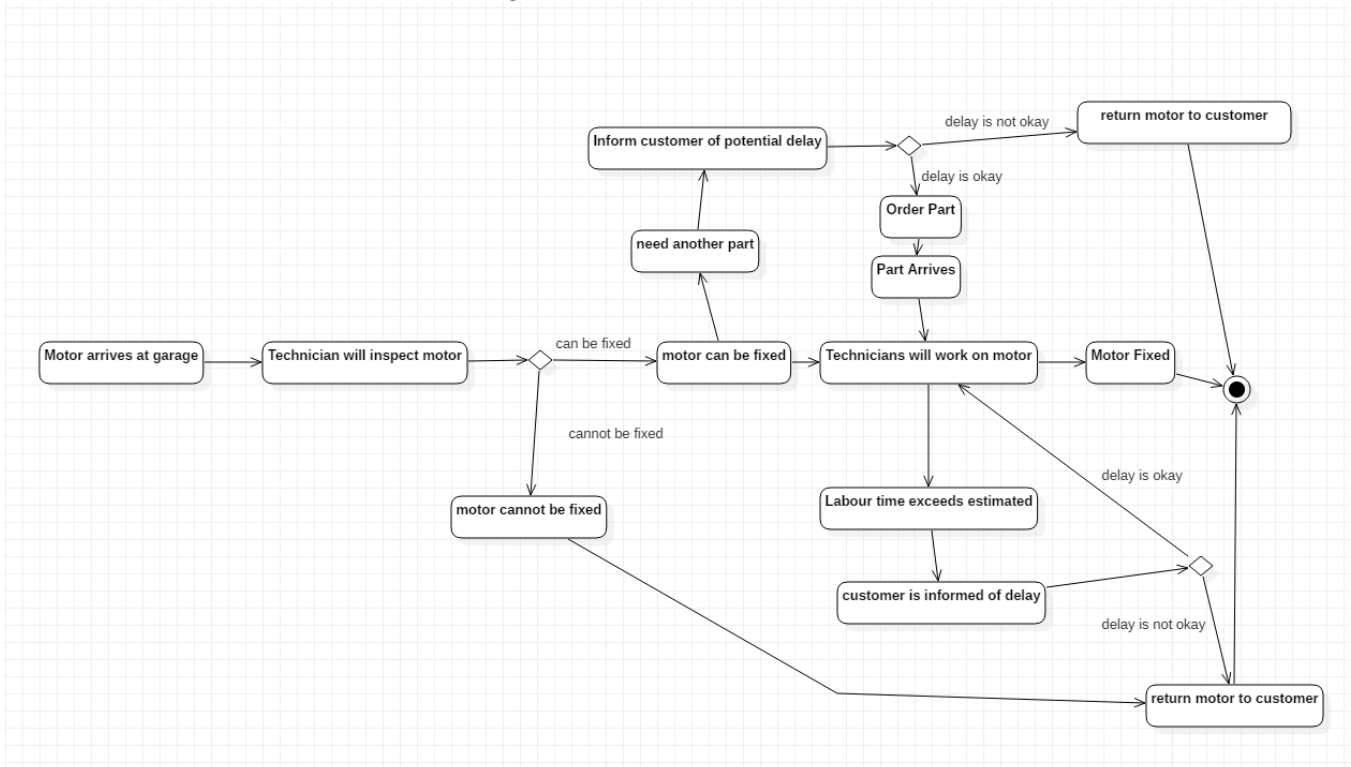 delay is not okay
return motor to customer
Inform customer of potential delay
delay is okay
Order Part
need another part
Part Arrives
Motor arrives at garage
Technician will inspect motor
can be fixed
motor can be fixed
Technicians will work on motor
Motor Fixed
cannot be fixed
delay is okay
motor cannot be fixed
Labour time exceeds estimated
customer is informed of delay
delay is not okay
return motor to customer